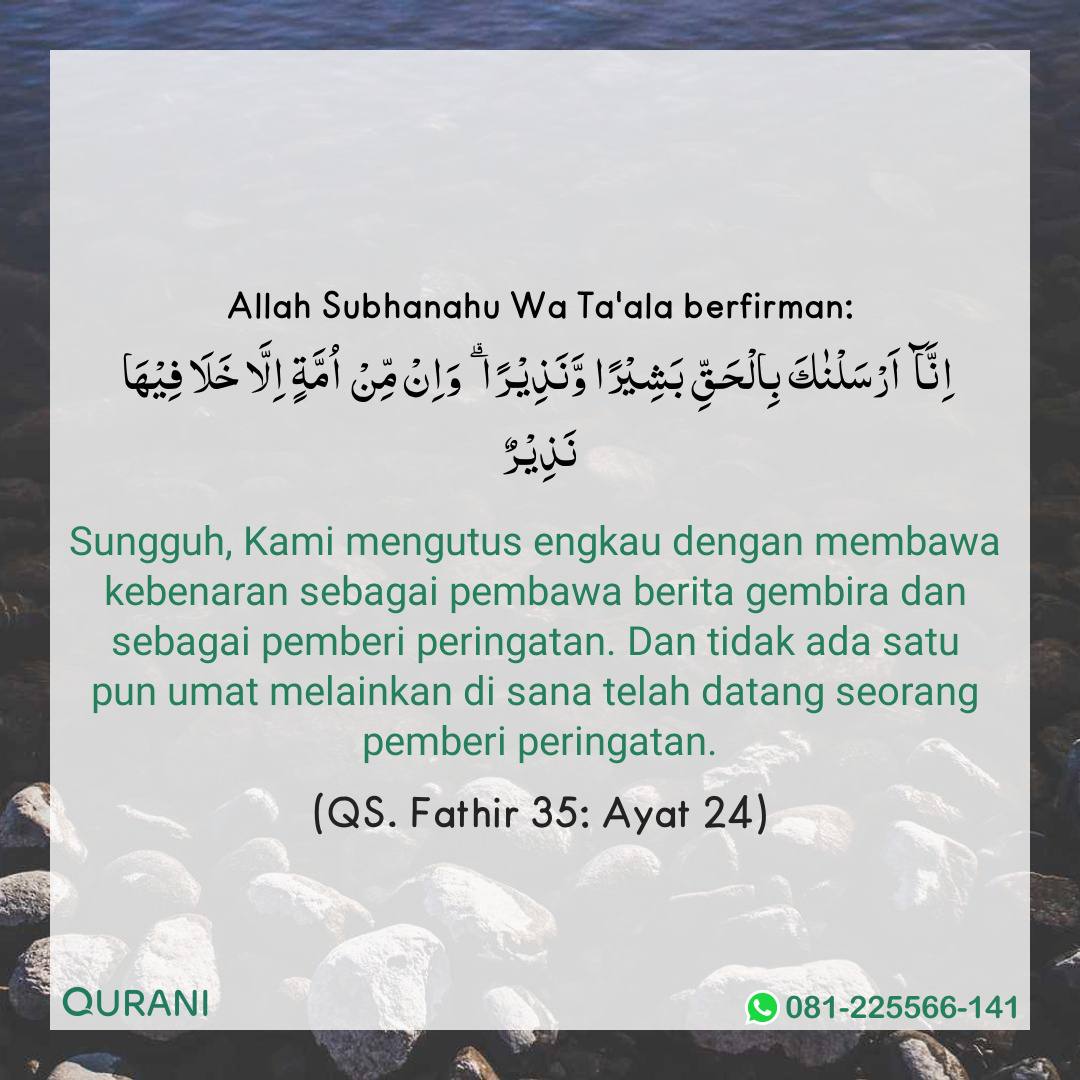 Allah Subhanahu Wa Ta'ala berfirman:
اِنَّاۤ اَرْسَلْنٰكَ بِا لْحَـقِّ بَشِيْرًا وَّنَذِيْرًا ۗ وَاِ نْ مِّنْ اُمَّةٍ اِلَّا خَلَا فِيْهَا
نَذِيْرٌ
Sungguh, Kami mengutus engkau dengan membawa
kebenaran sebagai pembawa berita gembira dan
sebagai pemberi peringatan. Dan tidak ada satu
pun umat melainkan di sana telah datang seorang
pemberi peringatan.
(QS. Fathir 35: Ayat 24)
QURANI
081-225566-141